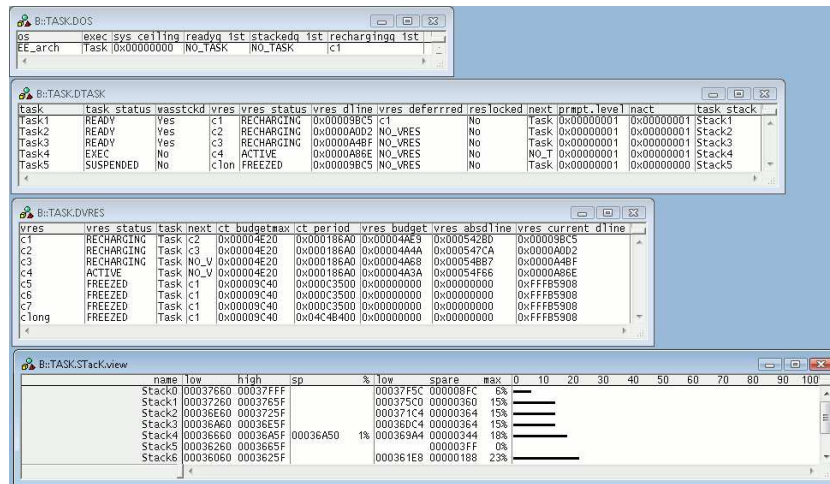 B::TASK.DOS
os exec sys ceiling readyq 1st stackedq 1st rechargingq 1st
EE_arch Task 0x00000000 NO_TASK NO_TASK c1
B::TASK.DTASK
task task status wasstckd vres vres status vres dline vres deferrred reslocked next prmpt.level nact task stack
Task1 READY Yes c1 RECHARGING 0x00009BC5 c1 No Task 0x00000001 0x00000001 Stack1
Task2 READY Yes c2 RECHARGING 0x0000A0D2 NO_VRES No Task 0x00000001 0x00000001 Stack2
Task3 READY Yes c3 RECHARGING 0x0000A4BF NO_VRES No Task 0x00000001 0x00000001 Stack3
Task4 EXEC No c4 ACTIVE 0x0000A86E NO_VRES No NO_T 0x00000001 0x00000001 Stack4
Task5 SUSPENDED No clon FREEZED 0x00009BC5 NO_VRES No Task 0x00000001 0x00000000 Stack5
B::TASK.DVRES
vres vres status task next ct budgetmax ct period vres budget vres absdline vres current dline
c1 RECHARGING Task c2 0x00004E20 0x000186A0 0x00004AE9 0x000542BD 0x00009BC5
c2 RECHARGING Task c3 0x00004E20 0x000186A0 0x00004A4A 0x000547CA 0x0000A0D2
c3 RECHARGING Task NO_V 0x00004E20 0x000186A0 0x00004A68 0x00054BB7 0x0000A4BF
c4 ACTIVE Task NO_V 0x00004E20 0x000186A0 0x00004A3A 0x00054F66 0x0000A86E
c5 FREEZED Task c1 0x00009C40 0x000C3500 0x00000000 0x00000000 0xFFFB5908
c6 FREEZED Task c1 0x00009C40 0x000C3500 0x00000000 0x00000000 0xFFFB5908
c7 FREEZED Task c1 0x00009C40 0x000C3500 0x00000000 0x00000000 0xFFFB5908
clong FREEZED Task c1 0x00009C40 0x04C4B400 0x00000000 0x00000000 0xFFFB5908
B::TASK.STacK.view
name low high sp % low spare max 0 10 20 30 40 50 60 70 80 90 100
Stack0 00037660 00037FFF 00037F5C 000008FC 6%
Stack1 00037260 0003765F 000375C0 00000360 15%
Stack2 00036E60 0003725F 000371C4 00000364 15%
Stack3 00036A60 00036E5F 00036DC4 00000364 15%
Stack4 00036660 00036A5F 00036A50 1% 000369A4 00000344 18%
Stack5 00036260 0003665F 000003FF 0%
Stack6 00036060 0003625F 000361E8 00000188 23%